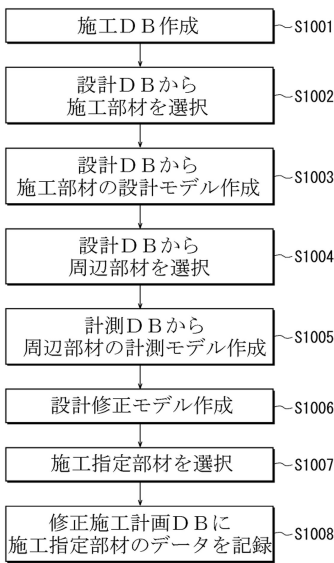 施工ＤＢ作成
S1001
設計ＤＢから
施工部材を選択
S1002
設計ＤＢから
施工部材の設計モデル作成
S1003
設計ＤＢから
周辺部材を選択
S1004
計測ＤＢから
周辺部材の計測モデル作成
S1005
設計修正モデル作成
S1006
施工指定部材を選択
S1007
修正施工計画ＤＢに
施工指定部材のデータを記録
S1008